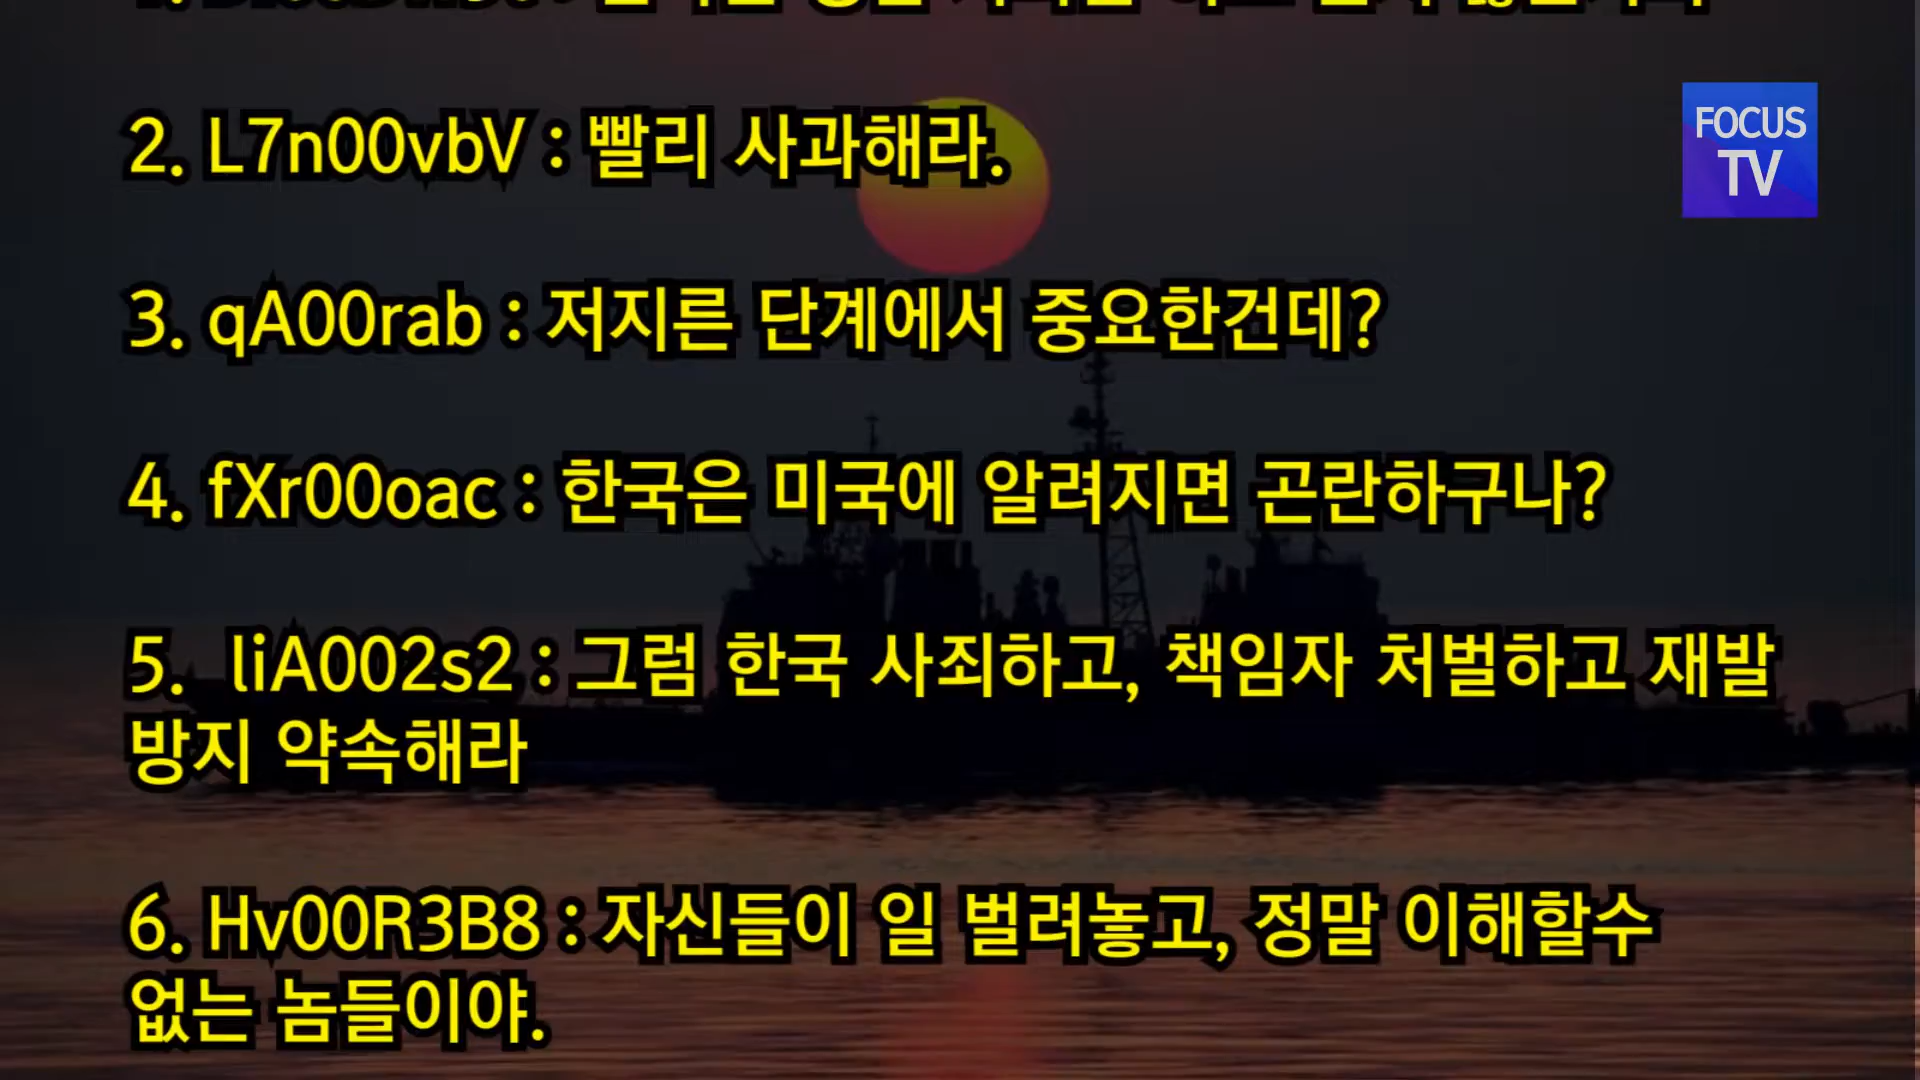 2. L7n00vbV : 빨리 사과해라.
FOCUS
TV
3. qA00rab : 저지른 단계에서 중요한건데?
4. fXr00oac : 한국은 미국에 알려지면 곤란하구나?
5. liA002s2 : 그럼 한국 사죄하고, 책임자 처벌하고 재발
방지 약속해라
6. Hv00R3B8 : 자신들이 일 벌려놓고, 정말 이해할수
없는 놈들이야.